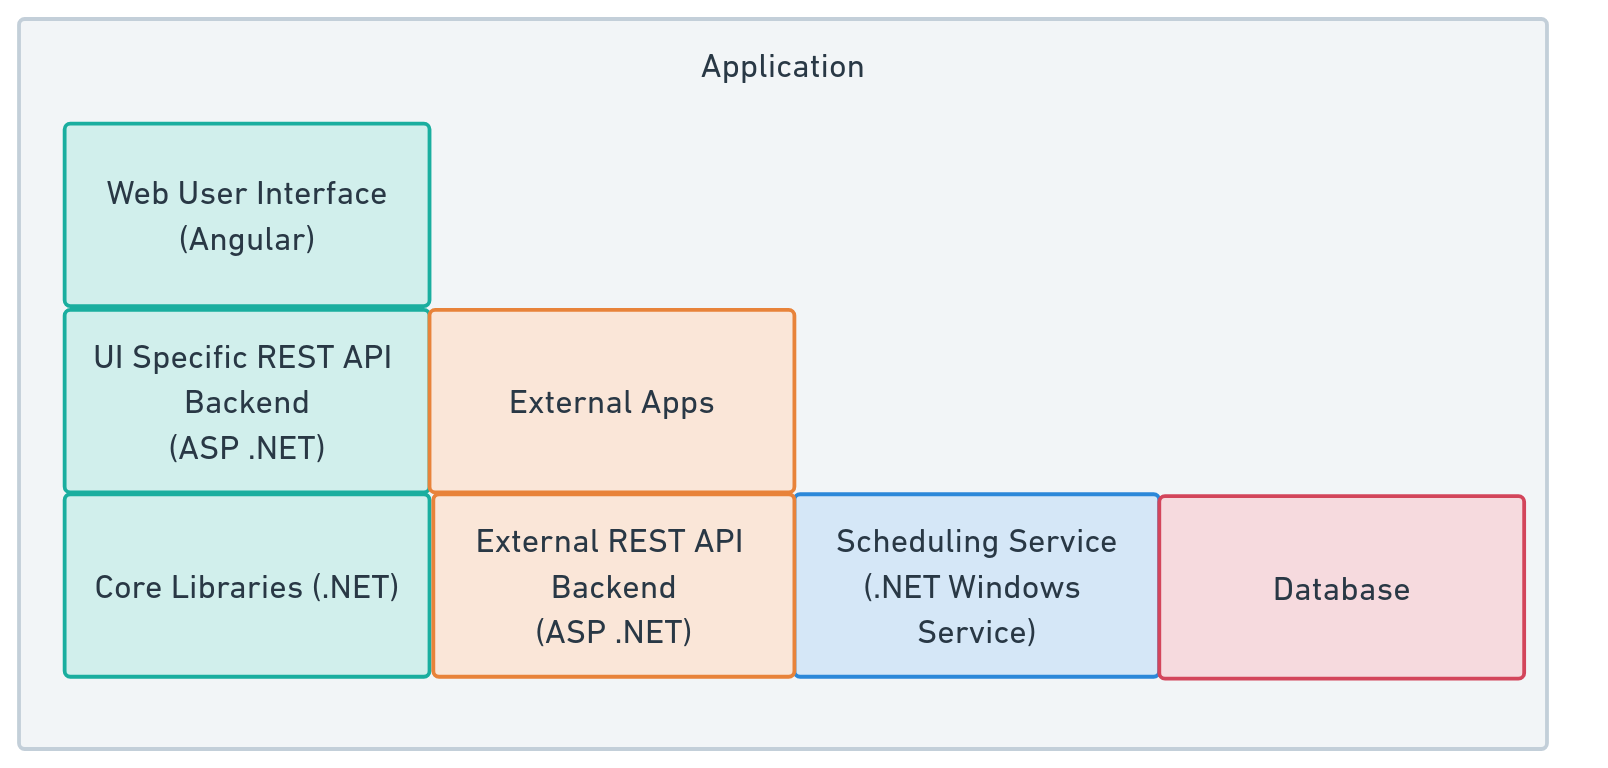 Application
Web User Interface
(Angular)
UI Specific REST API
Backend
(ASP .NET)
External Apps
Core Libraries (.NET)
External REST API
Backend
(ASP .NET)
Scheduling Service
(.NET Windows
Service)
Database